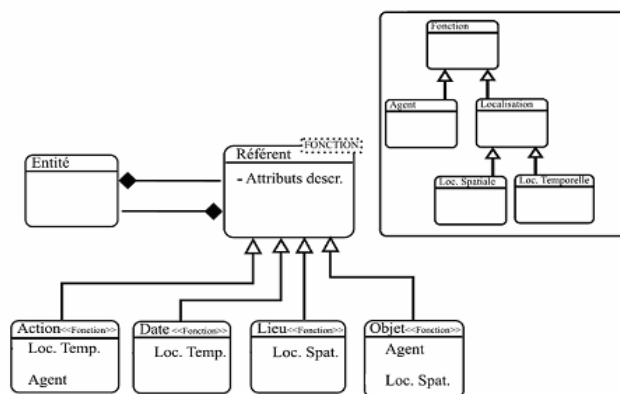 Fonction
Agent
Localisation
Loc. Spatiale
Loc. Temporelle
FONCTION
Référent
- Attributs descr.
Entité
Action<<Fonction>>
Loc. Temp.
Agent
Date <<Fonction>>
Loc. Temp.
Lieu<<Fonction>>
Loc. Spat.
Objet<<Fonction>>
Agent
Loc. Spat.